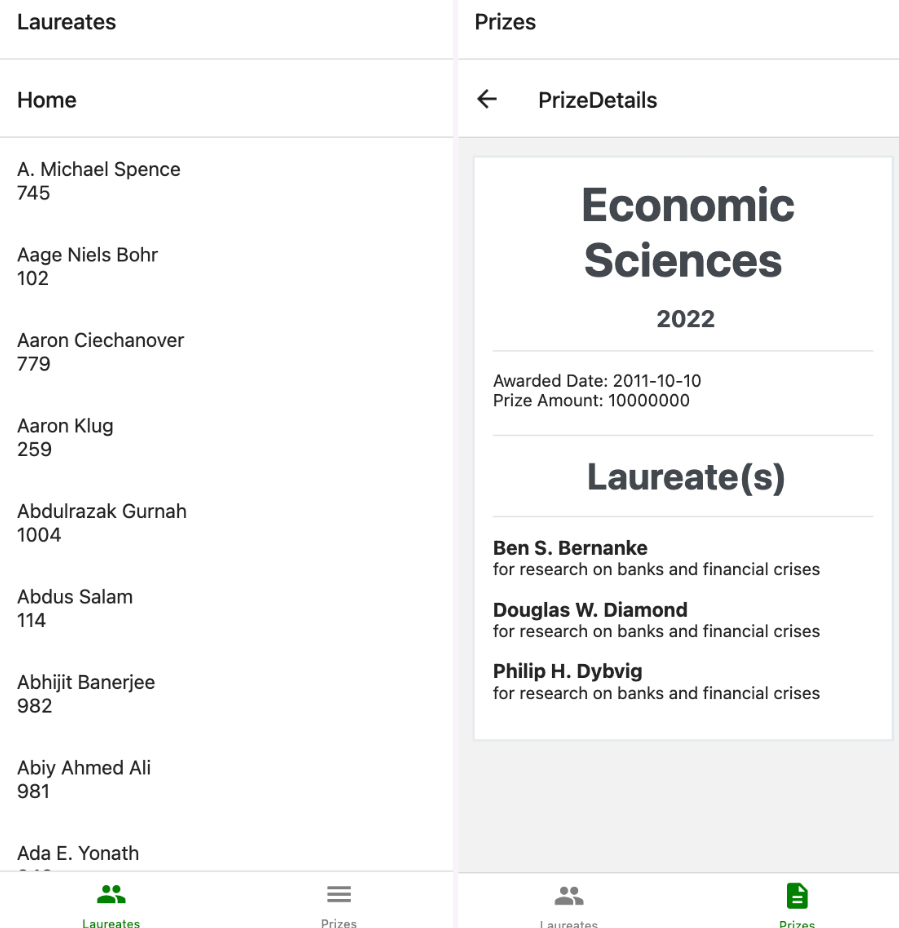 Laureates
Home
A. Michael Spence
745
Aage Niels Bohr
102
Aaron Ciechanover
779
Aaron Klug
259
Abdulrazak Gurnah
1004
Abdus Salam
114
Abhijit Banerjee
982
Abiy Ahmed Ali
981
Ada E. Yonath
Laureates
Prizes
Prizes
PrizeDetails
Economic
Sciences
2022
Awarded Date: 2011-10-10
Prize Amount: 10000000
Laureate(s)
Ben S. Bernanke
for research on banks and financial crises
Douglas W. Diamond
for research on banks and financial crises
Philip H. Dybvig
for research on banks and financial crises
Laureates
Prizes